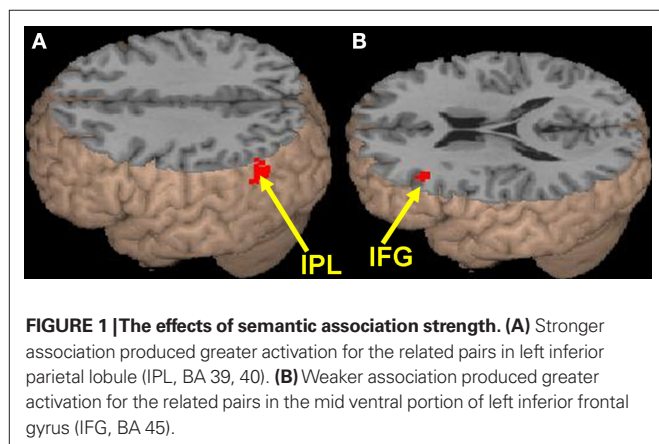 A
B
IPL
IFG
FIGURE 1 | The effects of semantic association strength. (A) Stronger
association produced greater activation for the related pairs in left inferior
parietal lobule (IPL, BA 39, 40). (B) Weaker association produced greater
activation for the related pairs in the mid ventral portion of left inferior frontal
gyrus (IFG, BA 45).